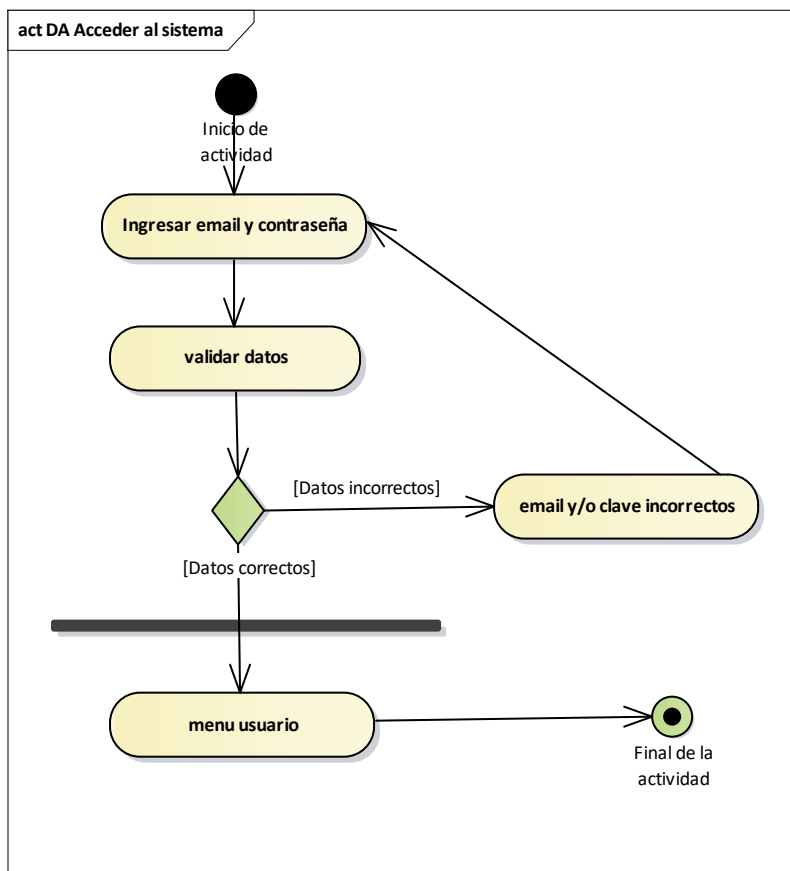 act DA Acceder al sistema
Inicio de
actividad
Ingresar email y contraseña
validar datos
[Datos incorrectos]
email y/o clave incorrectos
[Datos correctos]
menu usuario
Final de la
actividad